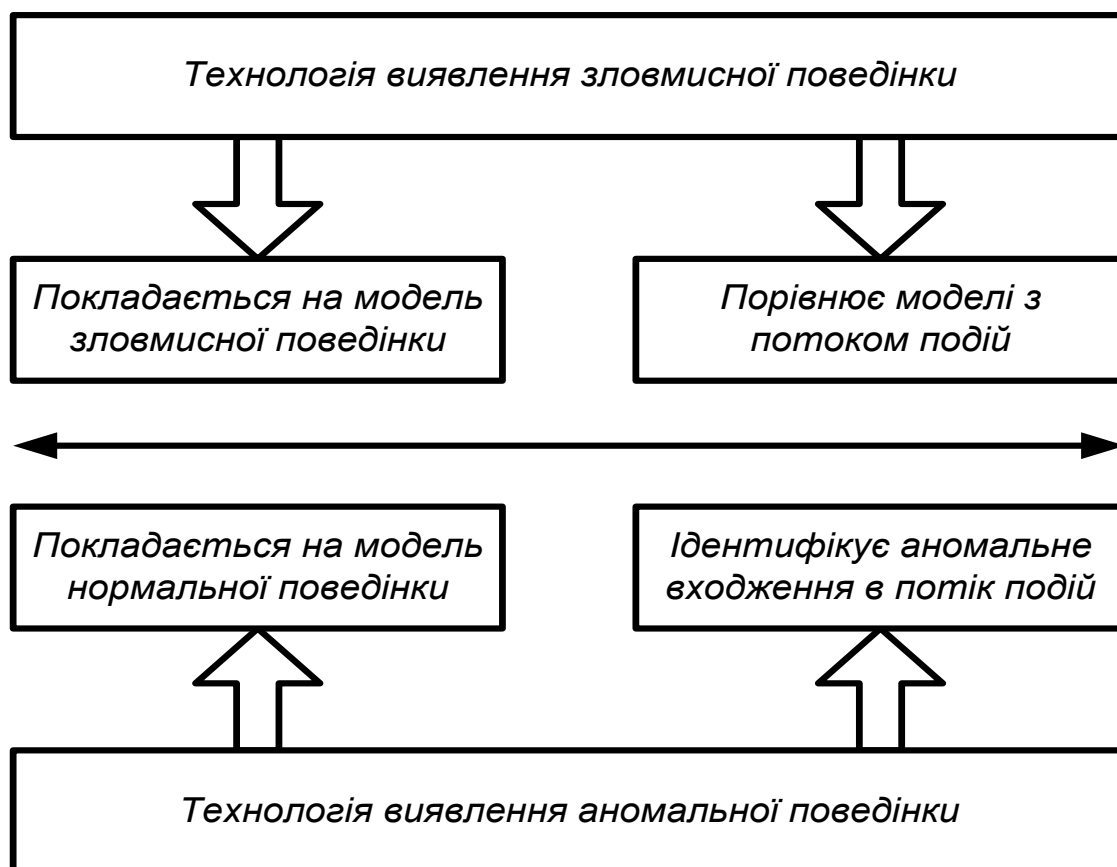 Технологія виявлення зловмисної поведінки
Покладається на модель
зловмисної поведінки
Порівнює моделі з
потоком подій
Покладається на модель
нормальної поведінки
Ідентифікує аномальне
входження в потік подій
Технологія виявлення аномальної поведінки